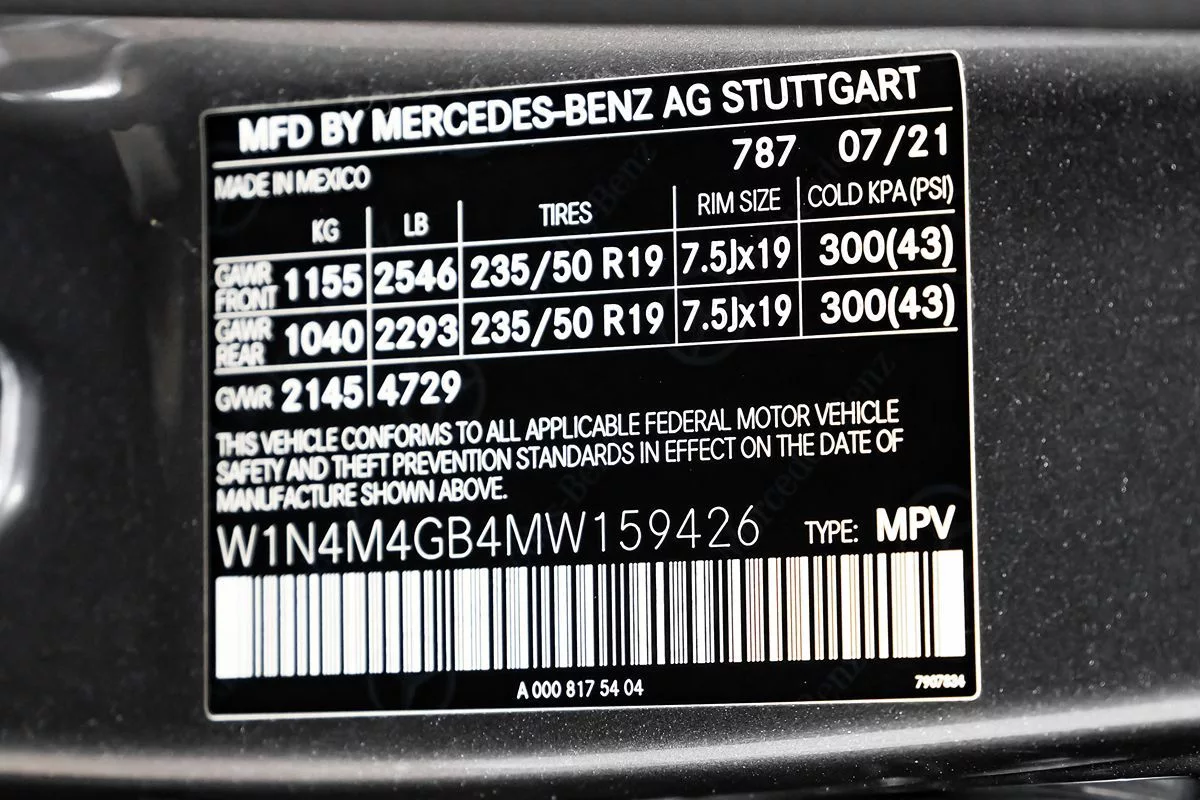 MFD BY MERCEDES-BENZ AG STUTTGART
787 07/21
MADE IN MEXICO
KG LB TIRES RIM SIZE COLD KPA (PSI)
GAWR FRONT 1155 2546 235/50 R19 7.5Jx19 300(43)
GAWR REAR 1040 2293 235/50 R19 7.5Jx19 300(43)
GVWR 2145 4729
THIS VEHICLE CONFORMS TO ALL APPLICABLE FEDERAL MOTOR VEHICLE
SAFETY AND THEFT PREVENTION STANDARDS IN EFFECT ON THE DATE OF
MANUFACTURE SHOWN ABOVE.
W1N4M4GB4MW159426 TYPE: MPV
A 000 817 54 04
7907834